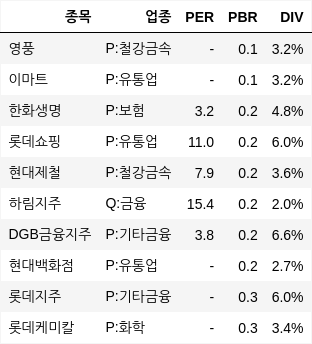 종목 업종 PER PBR DIV
영풍 P:철강금속 - 0.1 3.2%
이마트 P:유통업 - 0.1 3.2%
한화생명 P:보험 3.2 0.2 4.8%
롯데쇼핑 P:유통업 11.0 0.2 6.0%
현대제철 P:철강금속 7.9 0.2 3.6%
하림지주 Q:금융 15.4 0.2 2.0%
DGB금융지주 P:기타금융 3.8 0.2 6.6%
현대백화점 P:유통업 - 0.2 2.7%
롯데지주 P:기타금융 - 0.3 6.0%
롯데케미칼 P:화학 - 0.3 3.4%